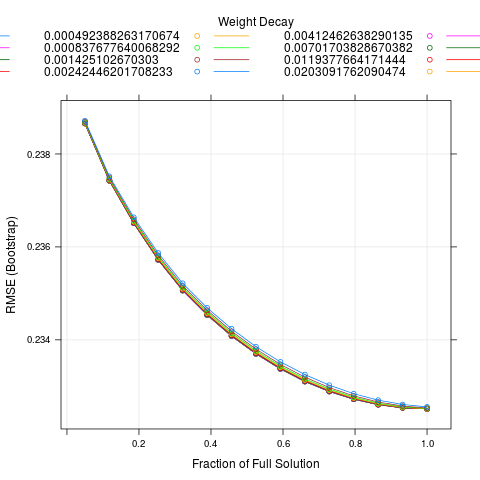 Weight Decay
0.000492388263170674 0.00412462638290135
0.000837677640068292 0.00701703828670382
0.001425102670303 0.0119377664171444
0.00242446201708233 0.0203091762090474
RMSE (Bootstrap)
0.238
0.236
0.234
0.2 0.4 0.6 0.8 1.0
Fraction of Full Solution